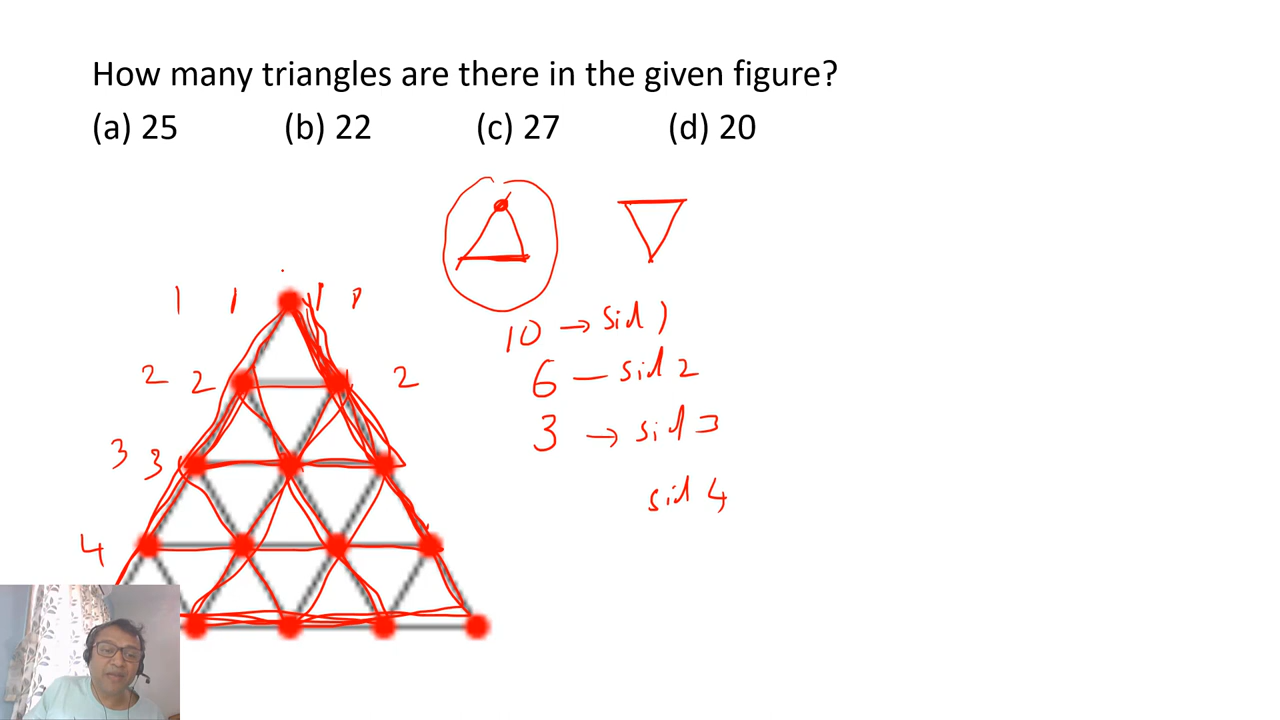 How many triangles are there in the given figure?
(a) 25 (b) 22 (c) 27 (d) 20
1 1 1 1
10 → Sid 1
2 2 2
6 — sid 2
3 3
3 → sid 3
4
sid 4